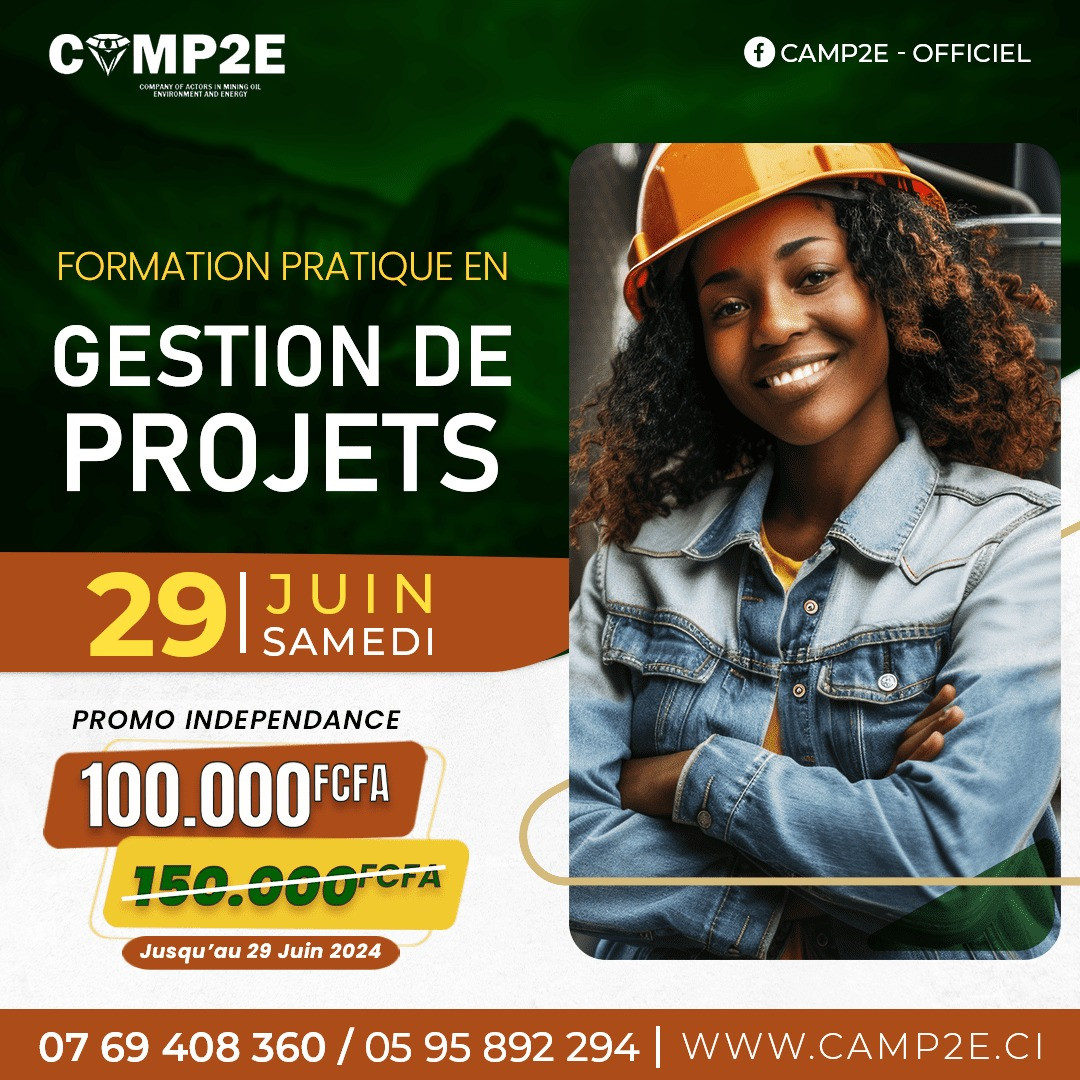 CAMP2E
COMPANY OF ACTORS IN MINING OIL
ENVIRONMENT AND ENERGY
CAMP2E - OFFICIEL
FORMATION PRATIQUE EN
GESTION DE
PROJETS
29 JUIN
SAMEDI
PROMO INDEPENDANCE
100.000FCFA
150.000FCFA
Jusqu'au 29 Juin 2024
07 69 408 360 / 05 95 892 294 | WWW.CAMP2E.CI